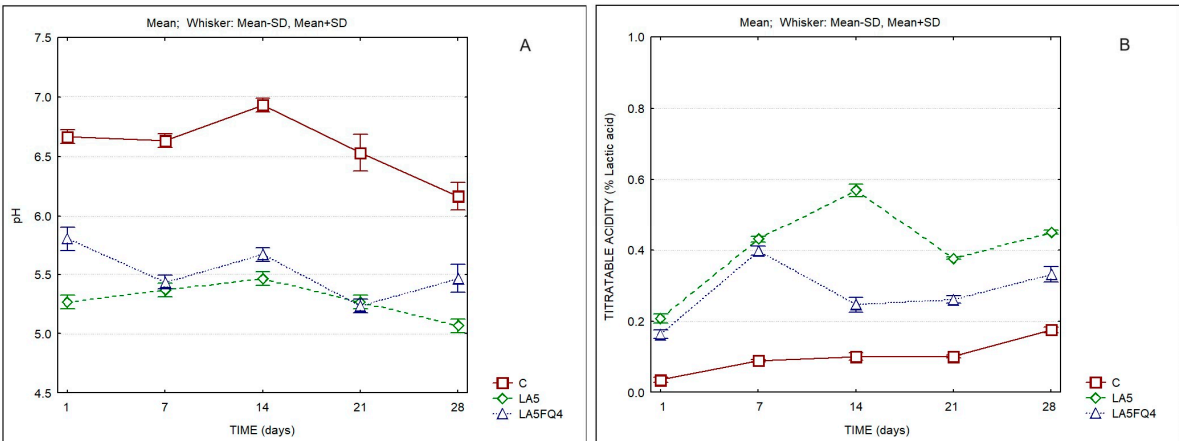 Mean; Whisker: Mean-SD, Mean+SD
A
7.5
7.0
6.5
6.0
5.5
5.0
4.5
pH
1 7 14 21 28
TIME (days)
C
LA5
LA5FQ4
Mean; Whisker: Mean-SD, Mean+SD
B
1.0
0.8
0.6
0.4
0.2
0.0
TITRATABLE ACIDITY (% Lactic acid)
1 7 14 21 28
TIME (days)
C
LA5
LA5FQ4